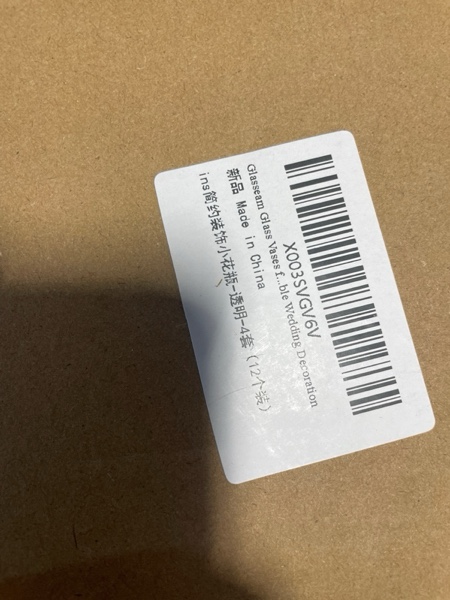 X003SVGV6V
Glasseam Glass Vases f...ble Wedding Decoration
新品 Made in China
ins简约装饰小花瓶-透明-4套（12个装）